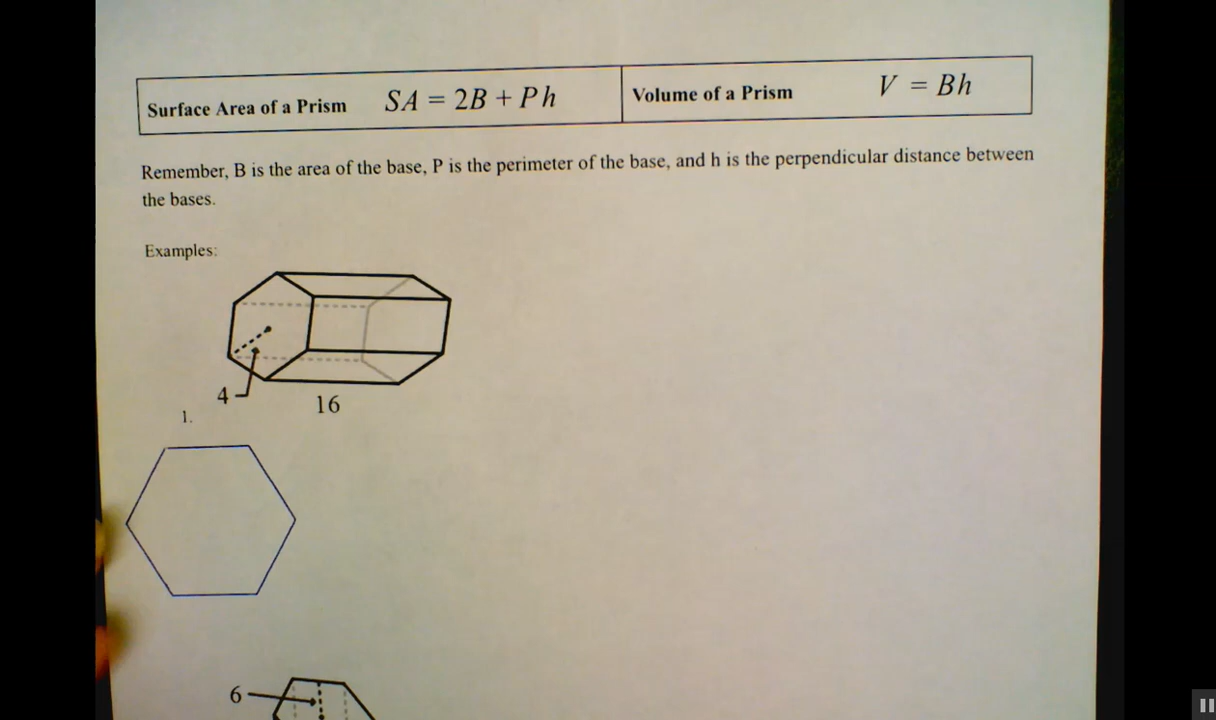 Surface Area of a Prism SA = 2B + Ph
Volume of a Prism V = Bh
Remember, B is the area of the base, P is the perimeter of the base, and h is the perpendicular distance between
the bases.
Examples:
4
16
1.
6